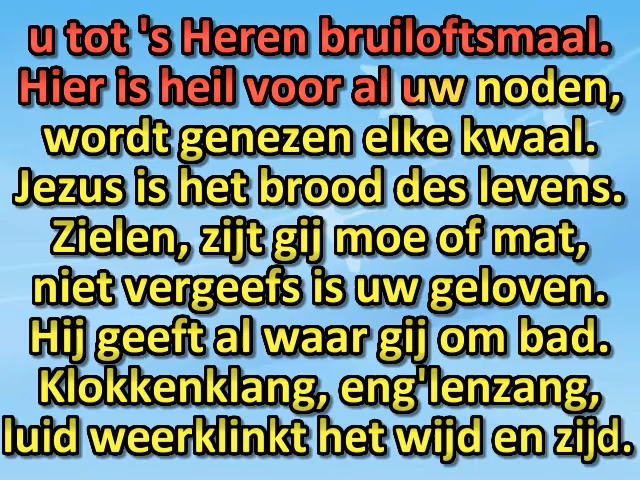 u tot 's Heren bruiloftsmaal.
Hier is heil voor al uw noden,
wordt genezen elke kwaal.
Jezus is het brood des levens.
Zielen, zijt gij moe of mat,
niet vergeefs is uw geloven.
Hij geeft al waar gij om bad.
Klokkenklang, eng'lenzang,
luid weerklinkt het wijd en zijd.